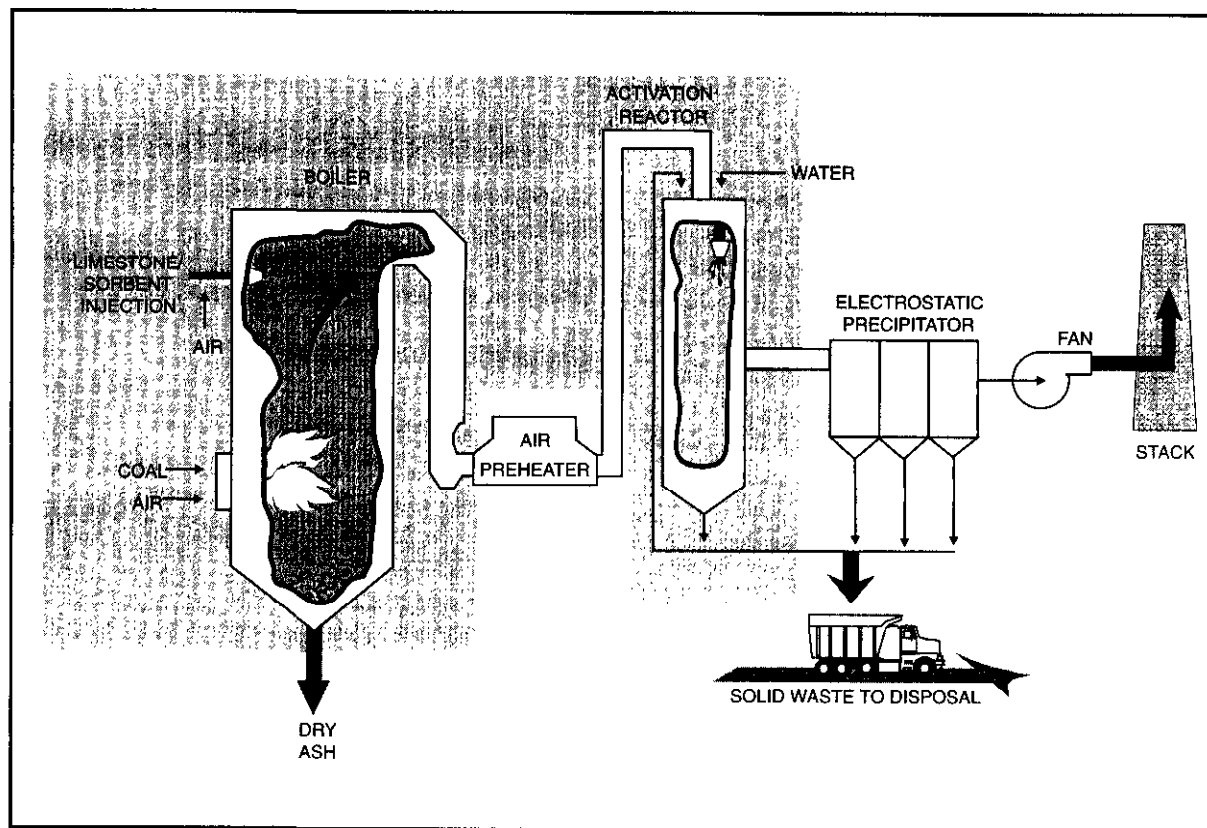 ACTIVATION
REACTOR
BOILER
WATER
LIMESTONE/
SORBENT
INJECTION
AIR
ELECTROSTATIC
PRECIPITATOR
FAN
AIR
PREHEATER
STACK
COAL
AIR
SOLID WASTE TO DISPOSAL
DRY
ASH